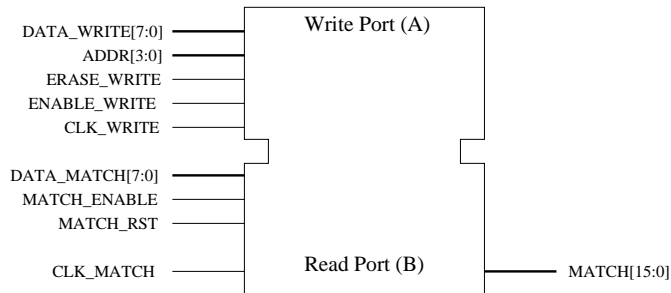 Write Port (A)
DATA_WRITE[7:0]
ADDR[3:0]
ERASE_WRITE
ENABLE_WRITE
CLK_WRITE
DATA_MATCH[7:0]
MATCH_ENABLE
MATCH_RST
Read Port (B)
CLK_MATCH
MATCH[15:0]